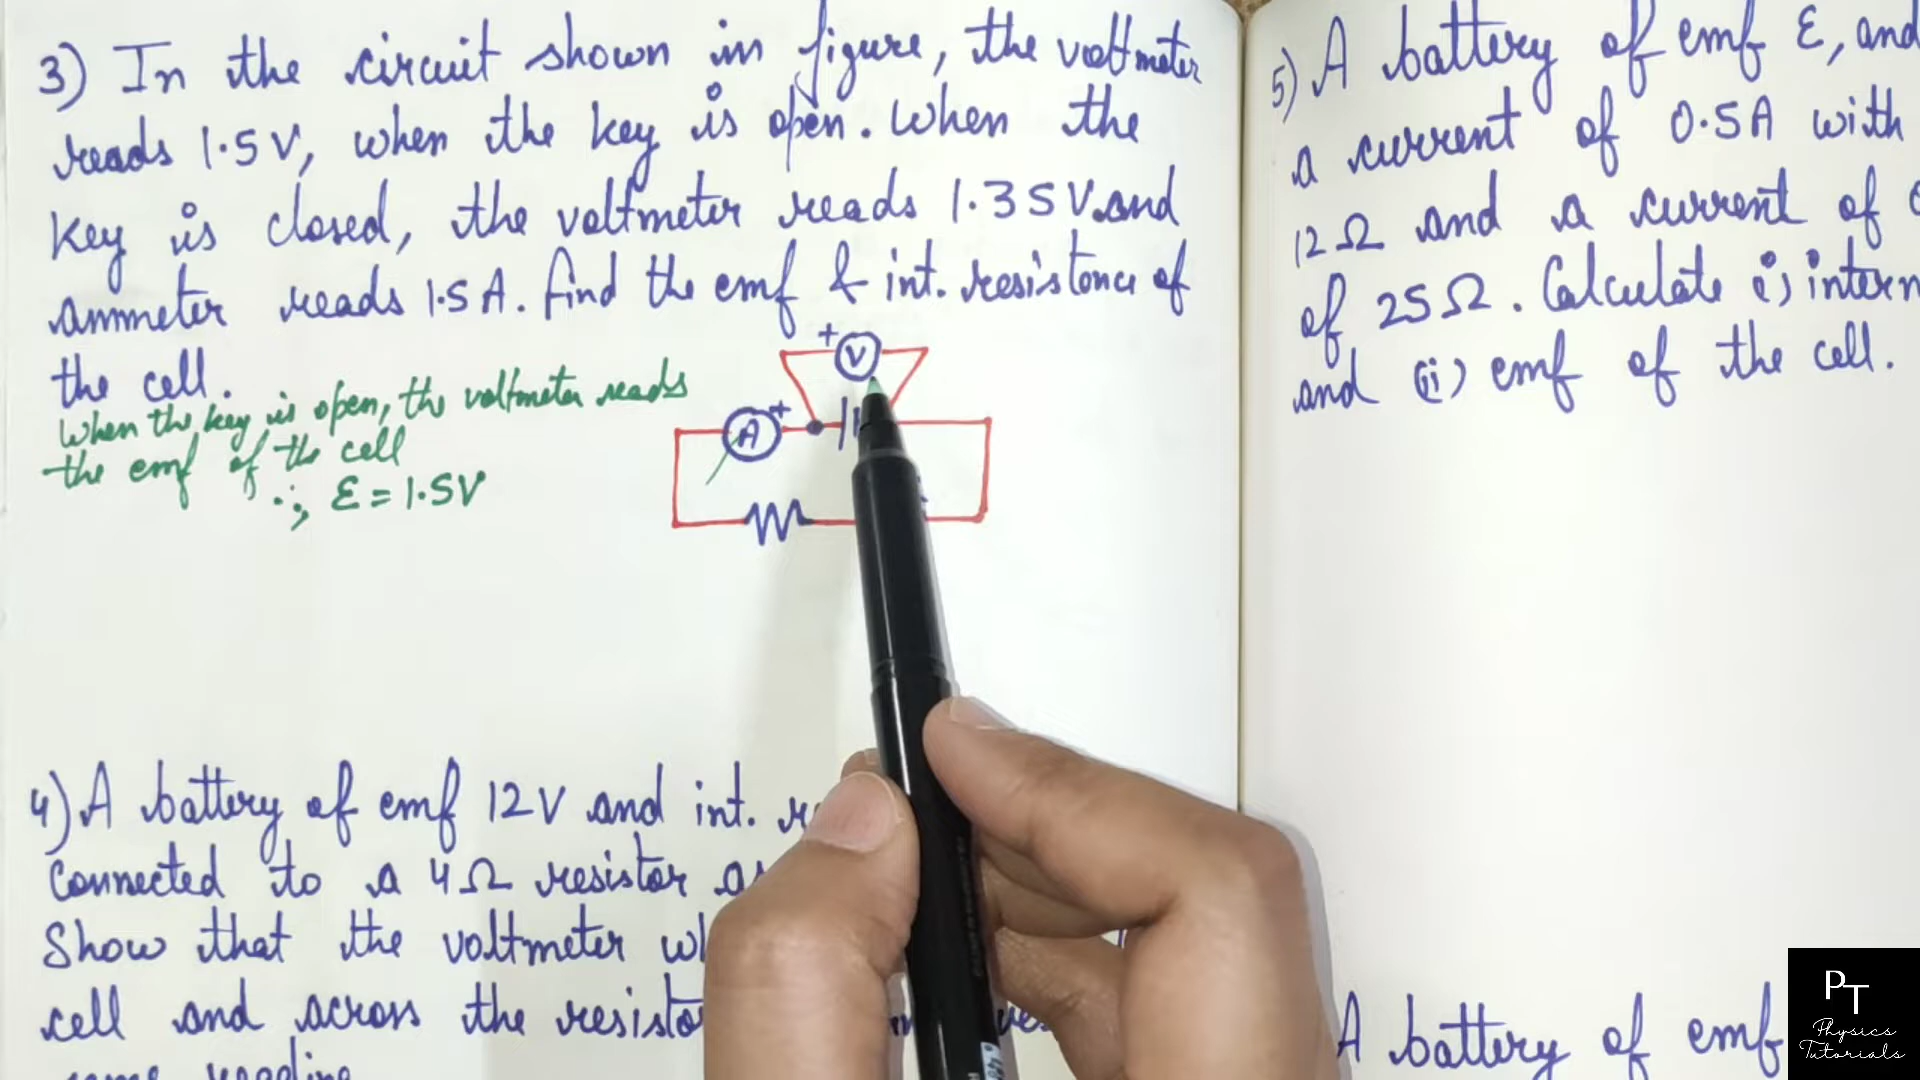 3) In the circuit shown in figure, the voltmeter
reads 1.5V, when the key is open. When the
key is closed, the voltmeter reads 1.35V and
ammeter reads 1.5A. find the emf & int. resistance of
the cell.
When the key is open, the voltmeter reads
the emf of the cell
∴, ε = 1.5V
+
V
A
+
4) A battery of emf 12V and int.
Connected to a 4Ω resistor
Show that the voltmeter
cell and across the
same reading
5) A battery of emf ε, and
a current of 0.5A with
12Ω and a current of
of 25Ω. Calculate i)
and (ii) emf of the cell.
A battery of emf
PT
Physics
Tutorials